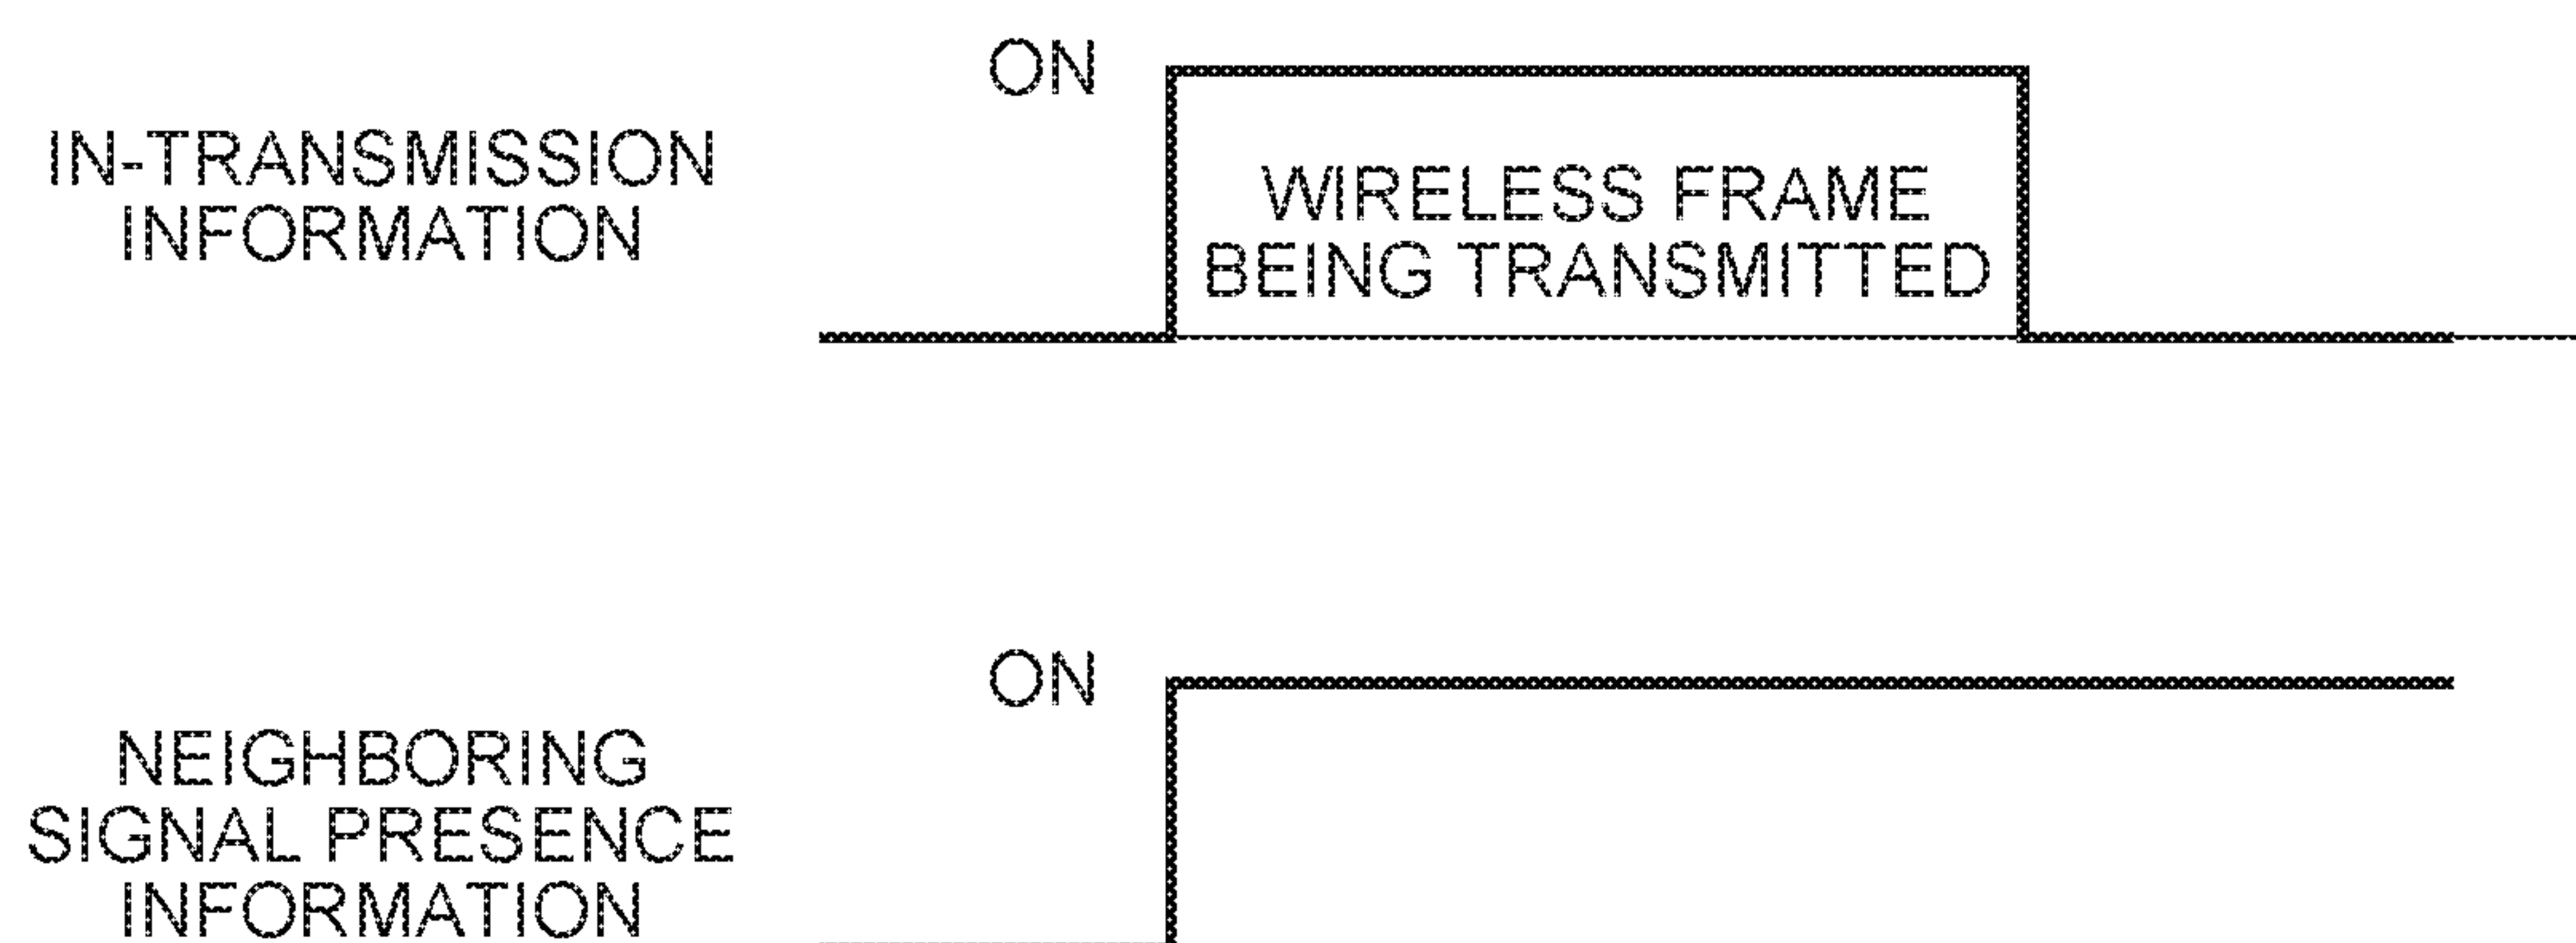 ON
IN-TRANSMISSION
INFORMATION
WIRELESS FRAME
BEING TRANSMITTED
ON
NEIGHBORING
SIGNAL PRESENCE
INFORMATION